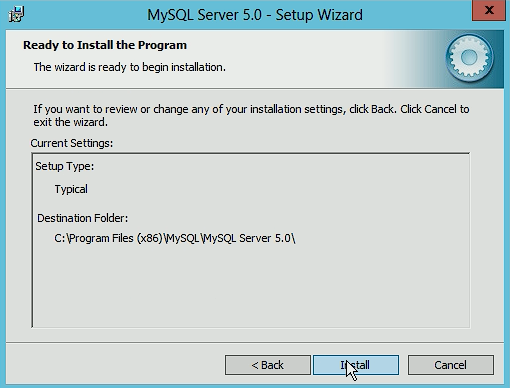 MySQL Server 5.0 - Setup Wizard
x
Ready to Install the Program
The wizard is ready to begin installation.
If you want to review or change any of your installation settings, click Back. Click Cancel to
exit the wizard.
Current Settings:
Setup Type:
Typical
Destination Folder:
C:\Program Files (x86)\MySQL\MySQL Server 5.0\
< Back
Install
Cancel